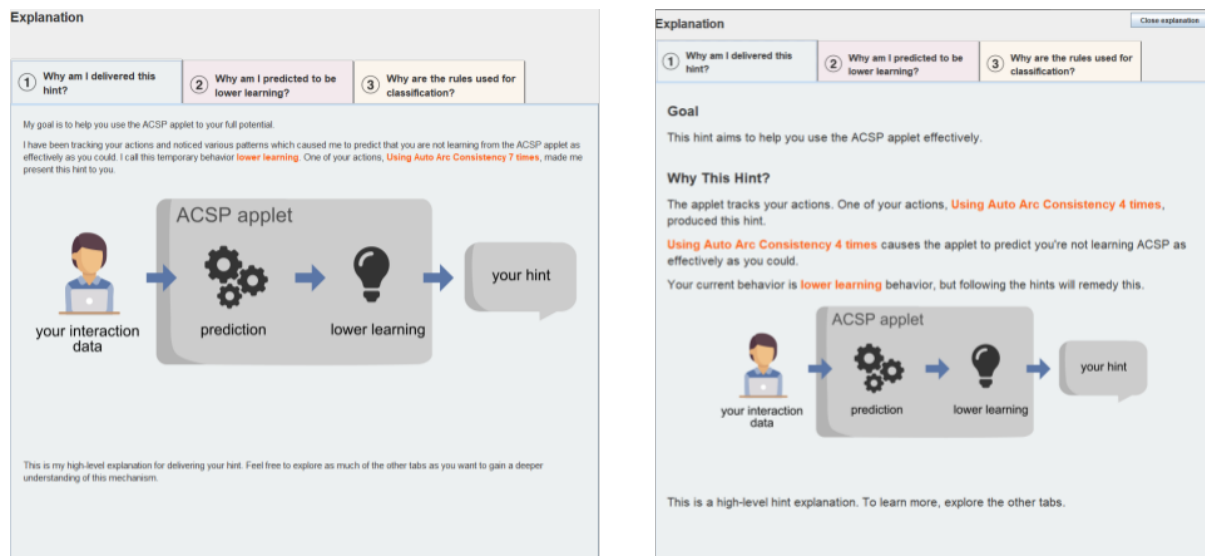 Explanation
1 Why am I delivered this
hint?
2 Why am I predicted to be
lower learning?
3 Why are the rules used for
classification?
My goal is to help you use the ACSP applet to your full potential.
I have been tracking your actions and noticed various patterns which caused me to predict that you are not learning from the ACSP applet as
effectively as you could. I call this temporary behavior lower learning. One of your actions, Using Auto Arc Consistency 7 times, made me
present this hint to you.
ACSP applet
your interaction
data
prediction
lower learning
your hint
This is my high-level explanation for delivering your hint. Feel free to explore as much of the other tabs as you want to gain a deeper
understanding of this mechanism.
Explanation
Close explanation
1 Why am I delivered this
hint?
2 Why am I predicted to be
lower learning?
3 Why are the rules used for
classification?
Goal
This hint aims to help you use the ACSP applet effectively.
Why This Hint?
The applet tracks your actions. One of your actions, Using Auto Arc Consistency 4 times,
produced this hint.
Using Auto Arc Consistency 4 times causes the applet to predict you're not learning ACSP as
effectively as you could.
Your current behavior is lower learning behavior, but following the hints will remedy this.
ACSP applet
your interaction
data
prediction
lower learning
your hint
This is a high-level hint explanation. To learn more, explore the other tabs.